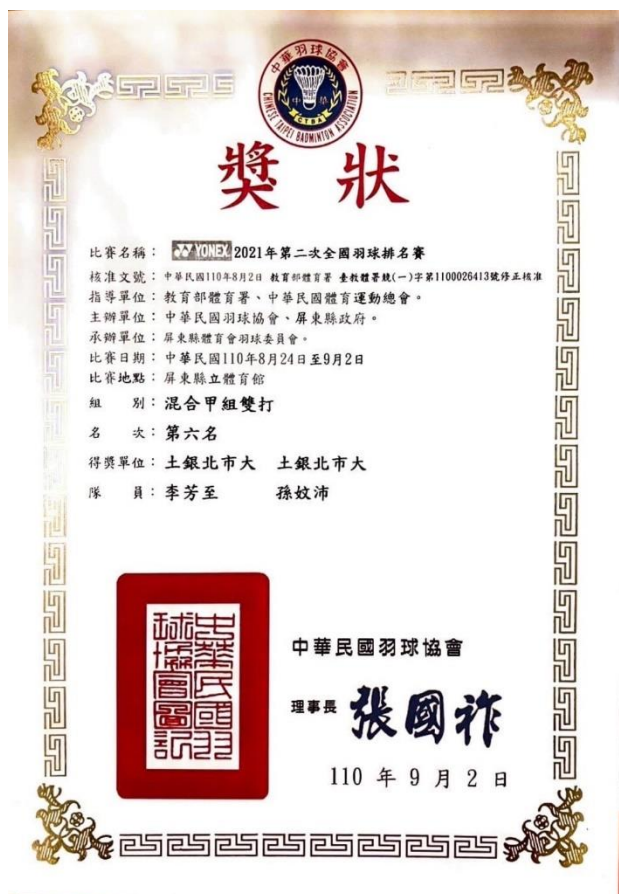 中華羽球協會
中 華
CTBA
CHINESE TAIPEI BADMINTON ASSOCIATION
獎狀
比賽名稱： YONEX 2021年第二次全國羽球排名賽
核准文號：中華民國110年8月2日 教育部體育署 臺教體署競(一)字第1100026413號修正核准
指導單位：教育部體育署、中華民國體育運動總會。
主辦單位：中華民國羽球協會、屏東縣政府。
承辦單位：屏東縣體育會羽球委員會。
比賽日期：中華民國110年8月24日至9月2日
比賽地點：屏東縣立體育館
組 別：混合甲組雙打
名 次：第六名
得獎單位：土銀北市大 土銀北市大
隊 員：李芳至 孫妏沛
中華民國羽球協會圖記
中華民國羽球協會
理事長 張國祚
110 年 9 月 2 日